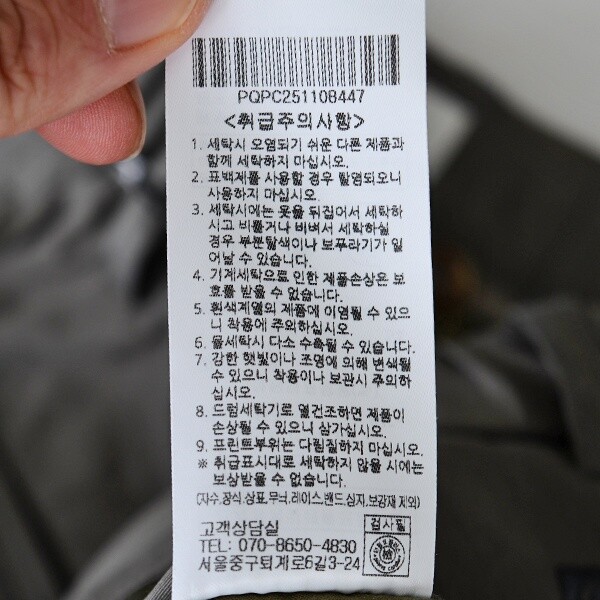 PQPC251108447
<취급주의사항>
1. 세탁시 오염되기 쉬운 다른 제품과
함께 세탁하지 마십시오.
2. 표백제를 사용할 경우 탈염되오니
사용하지 마십시오.
3. 세탁시에는 옷을 뒤집어서 세탁하
시고 비틀거나 비벼서 세탁하실
경우 부분탈색이나 보푸라기가 일
어날 수 있습니다.
4. 기계세탁으로 인한 제품손상은 보
호를 받을 수 없습니다.
5. 흰색계열의 제품에 이염될 수 있으
니 착용에 주의하십시오.
6. 물세탁시 다소 수축될 수 있습니다.
7. 강한 햇빛이나 조명에 의해 변색될
수 있으니 착용이나 보관시 주의하
십시오.
8. 드럼세탁기로 열건조하면 제품이
손상될 수 있으니 삼가십시오.
9. 프린트부위는 다림질하지 마십시오.
※ 취급표시대로 세탁하지 않을 시에는
보상받을 수 없습니다.
(자수,장식,상표,무늬,레이스,밴드,심지,보강재 제외)
고객상담실
검사필
TEL: 070-8650-4830
서울중구퇴계로6길3-24